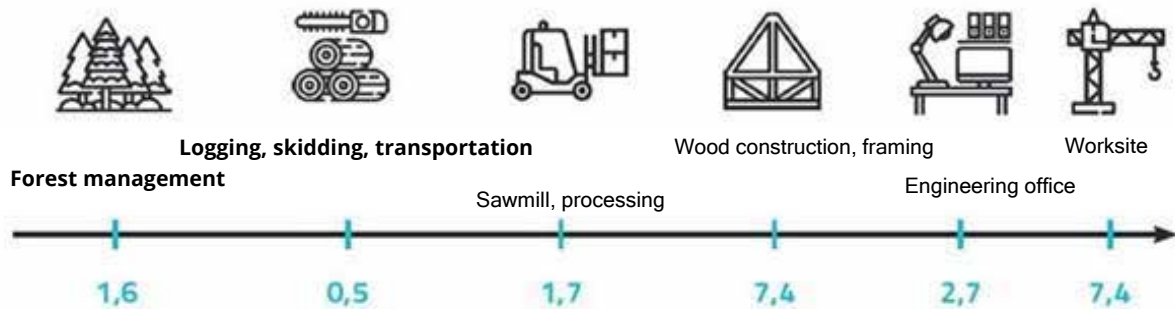 Logging, skidding, transportation
Wood construction, framing
Worksite
Forest management
Engineering office
Sawmill, processing
1,6
0,5
1,7
7,4
2,7
7,4